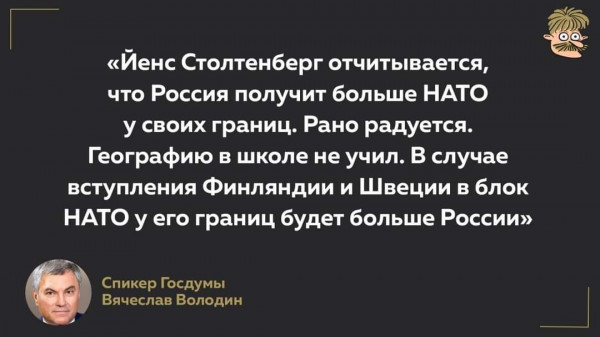 «Йенс Столтенберг отчитывается,
что Россия получит больше НАТО
у своих границ. Рано радуется.
Географию в школе не учил. В случае
вступления Финляндии и Швеции в блок
НАТО у его границ будет больше России»
Спикер Госдумы
Вячеслав Володин